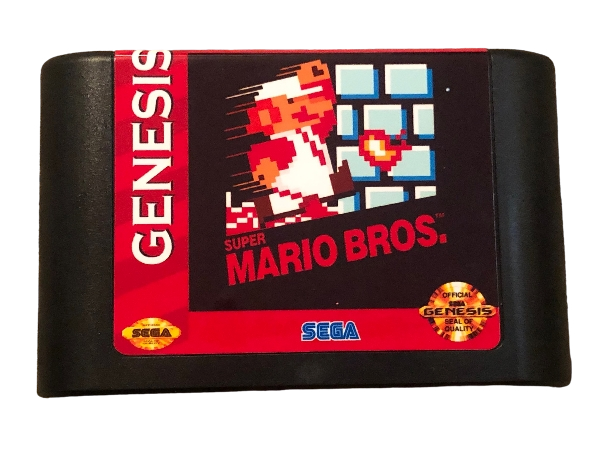 GENESIS
SUPER
MARIO BROS.™
OFFICIAL
SEGA
GENESIS
SEAL OF
QUALITY
SEGA
SEGA